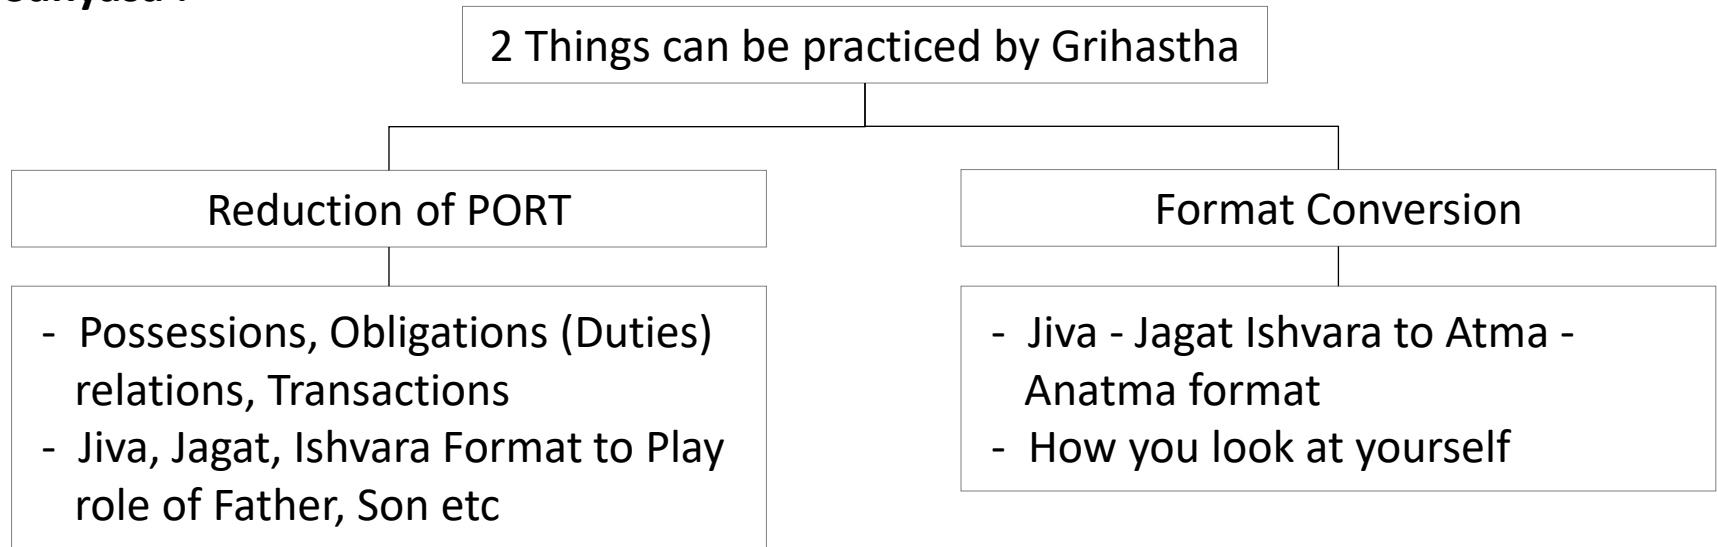 2 Things can be practiced by Grihastha
Reduction of PORT
- Possessions, Obligations (Duties)
relations, Transactions
- Jiva, Jagat, Ishvara Format to Play
role of Father, Son etc
Format Conversion
- Jiva - Jagat Ishvara to Atma -
Anatma format
- How you look at yourself